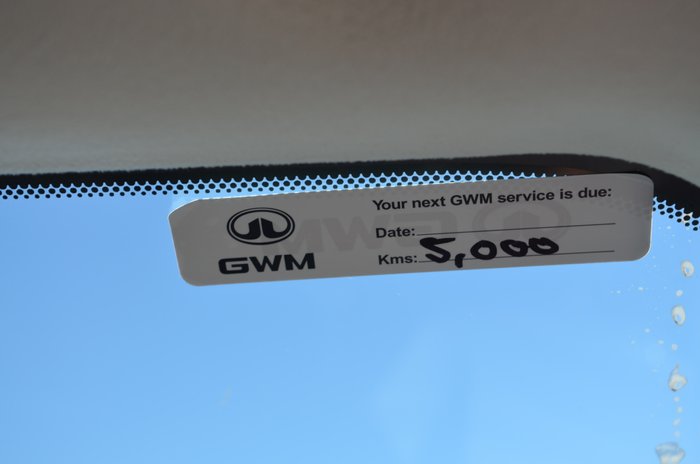 GWM
Your next GWM service is due:
Date:
Kms: 5,000